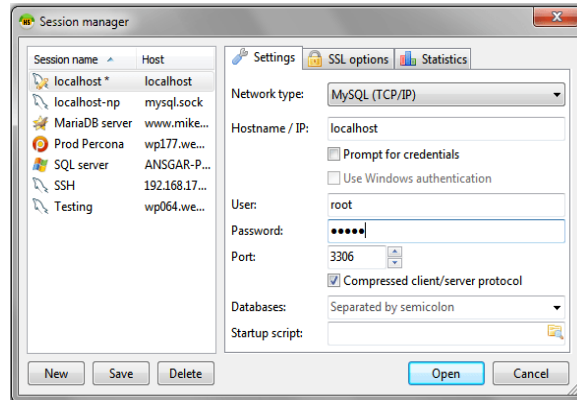 HS Session manager
Session name Host
localhost * localhost
localhost-np mysql.sock
MariaDB server www.mike...
Prod Percona wp177.we...
SQL server ANSGAR-P...
SSH 192.168.17...
Testing wp064.we...
Settings SSL options Statistics
Network type: MySQL (TCP/IP)
Hostname / IP: localhost
Prompt for credentials
Use Windows authentication
User: root
Password: •••••
Port: 3306
Compressed client/server protocol
Databases: Separated by semicolon
Startup script:
New Save Delete Open Cancel